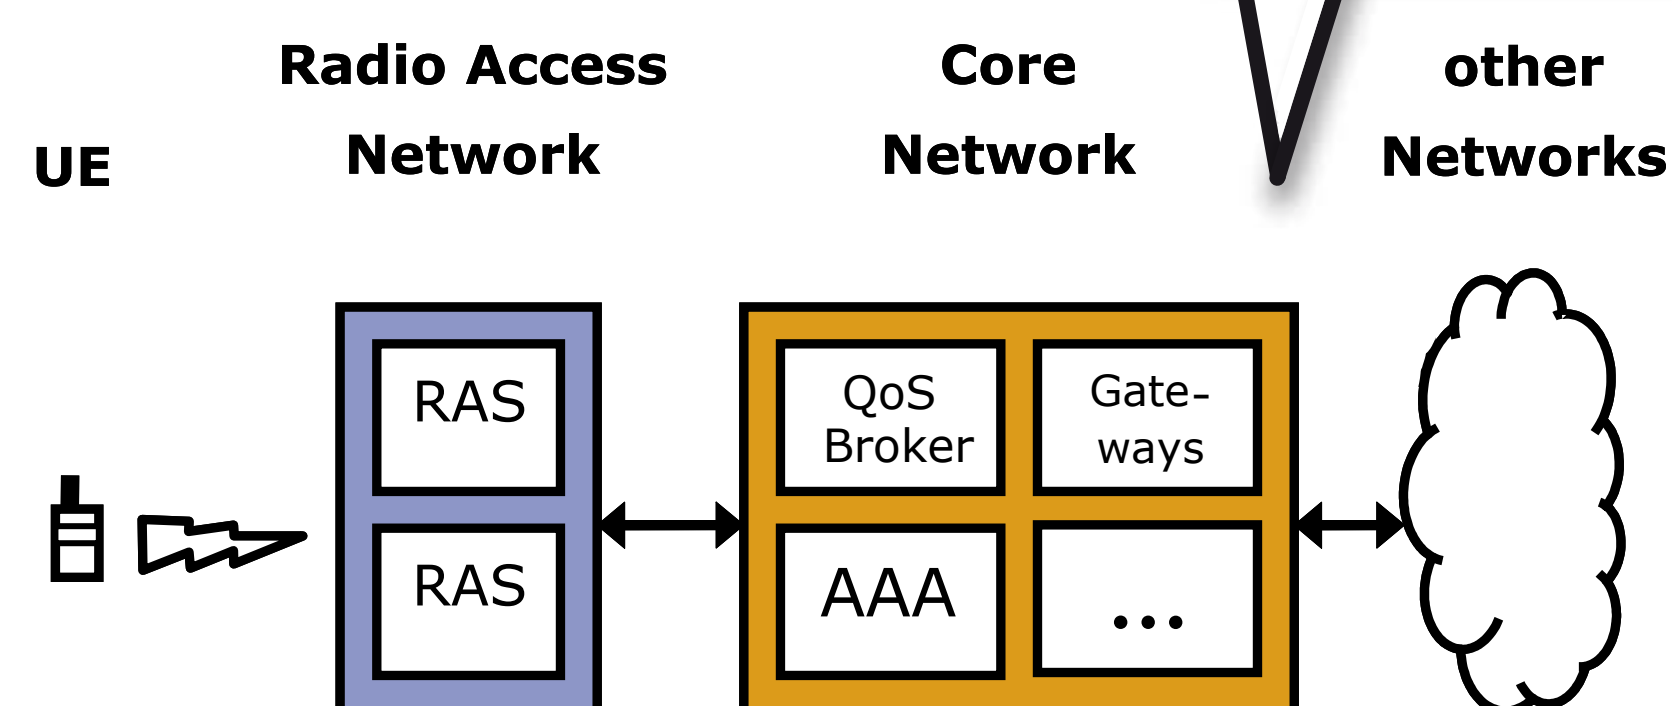 UE
Radio Access
Network
Core
Network
other
Networks
RAS
RAS
QoS
Broker
Gate-
ways
AAA
...